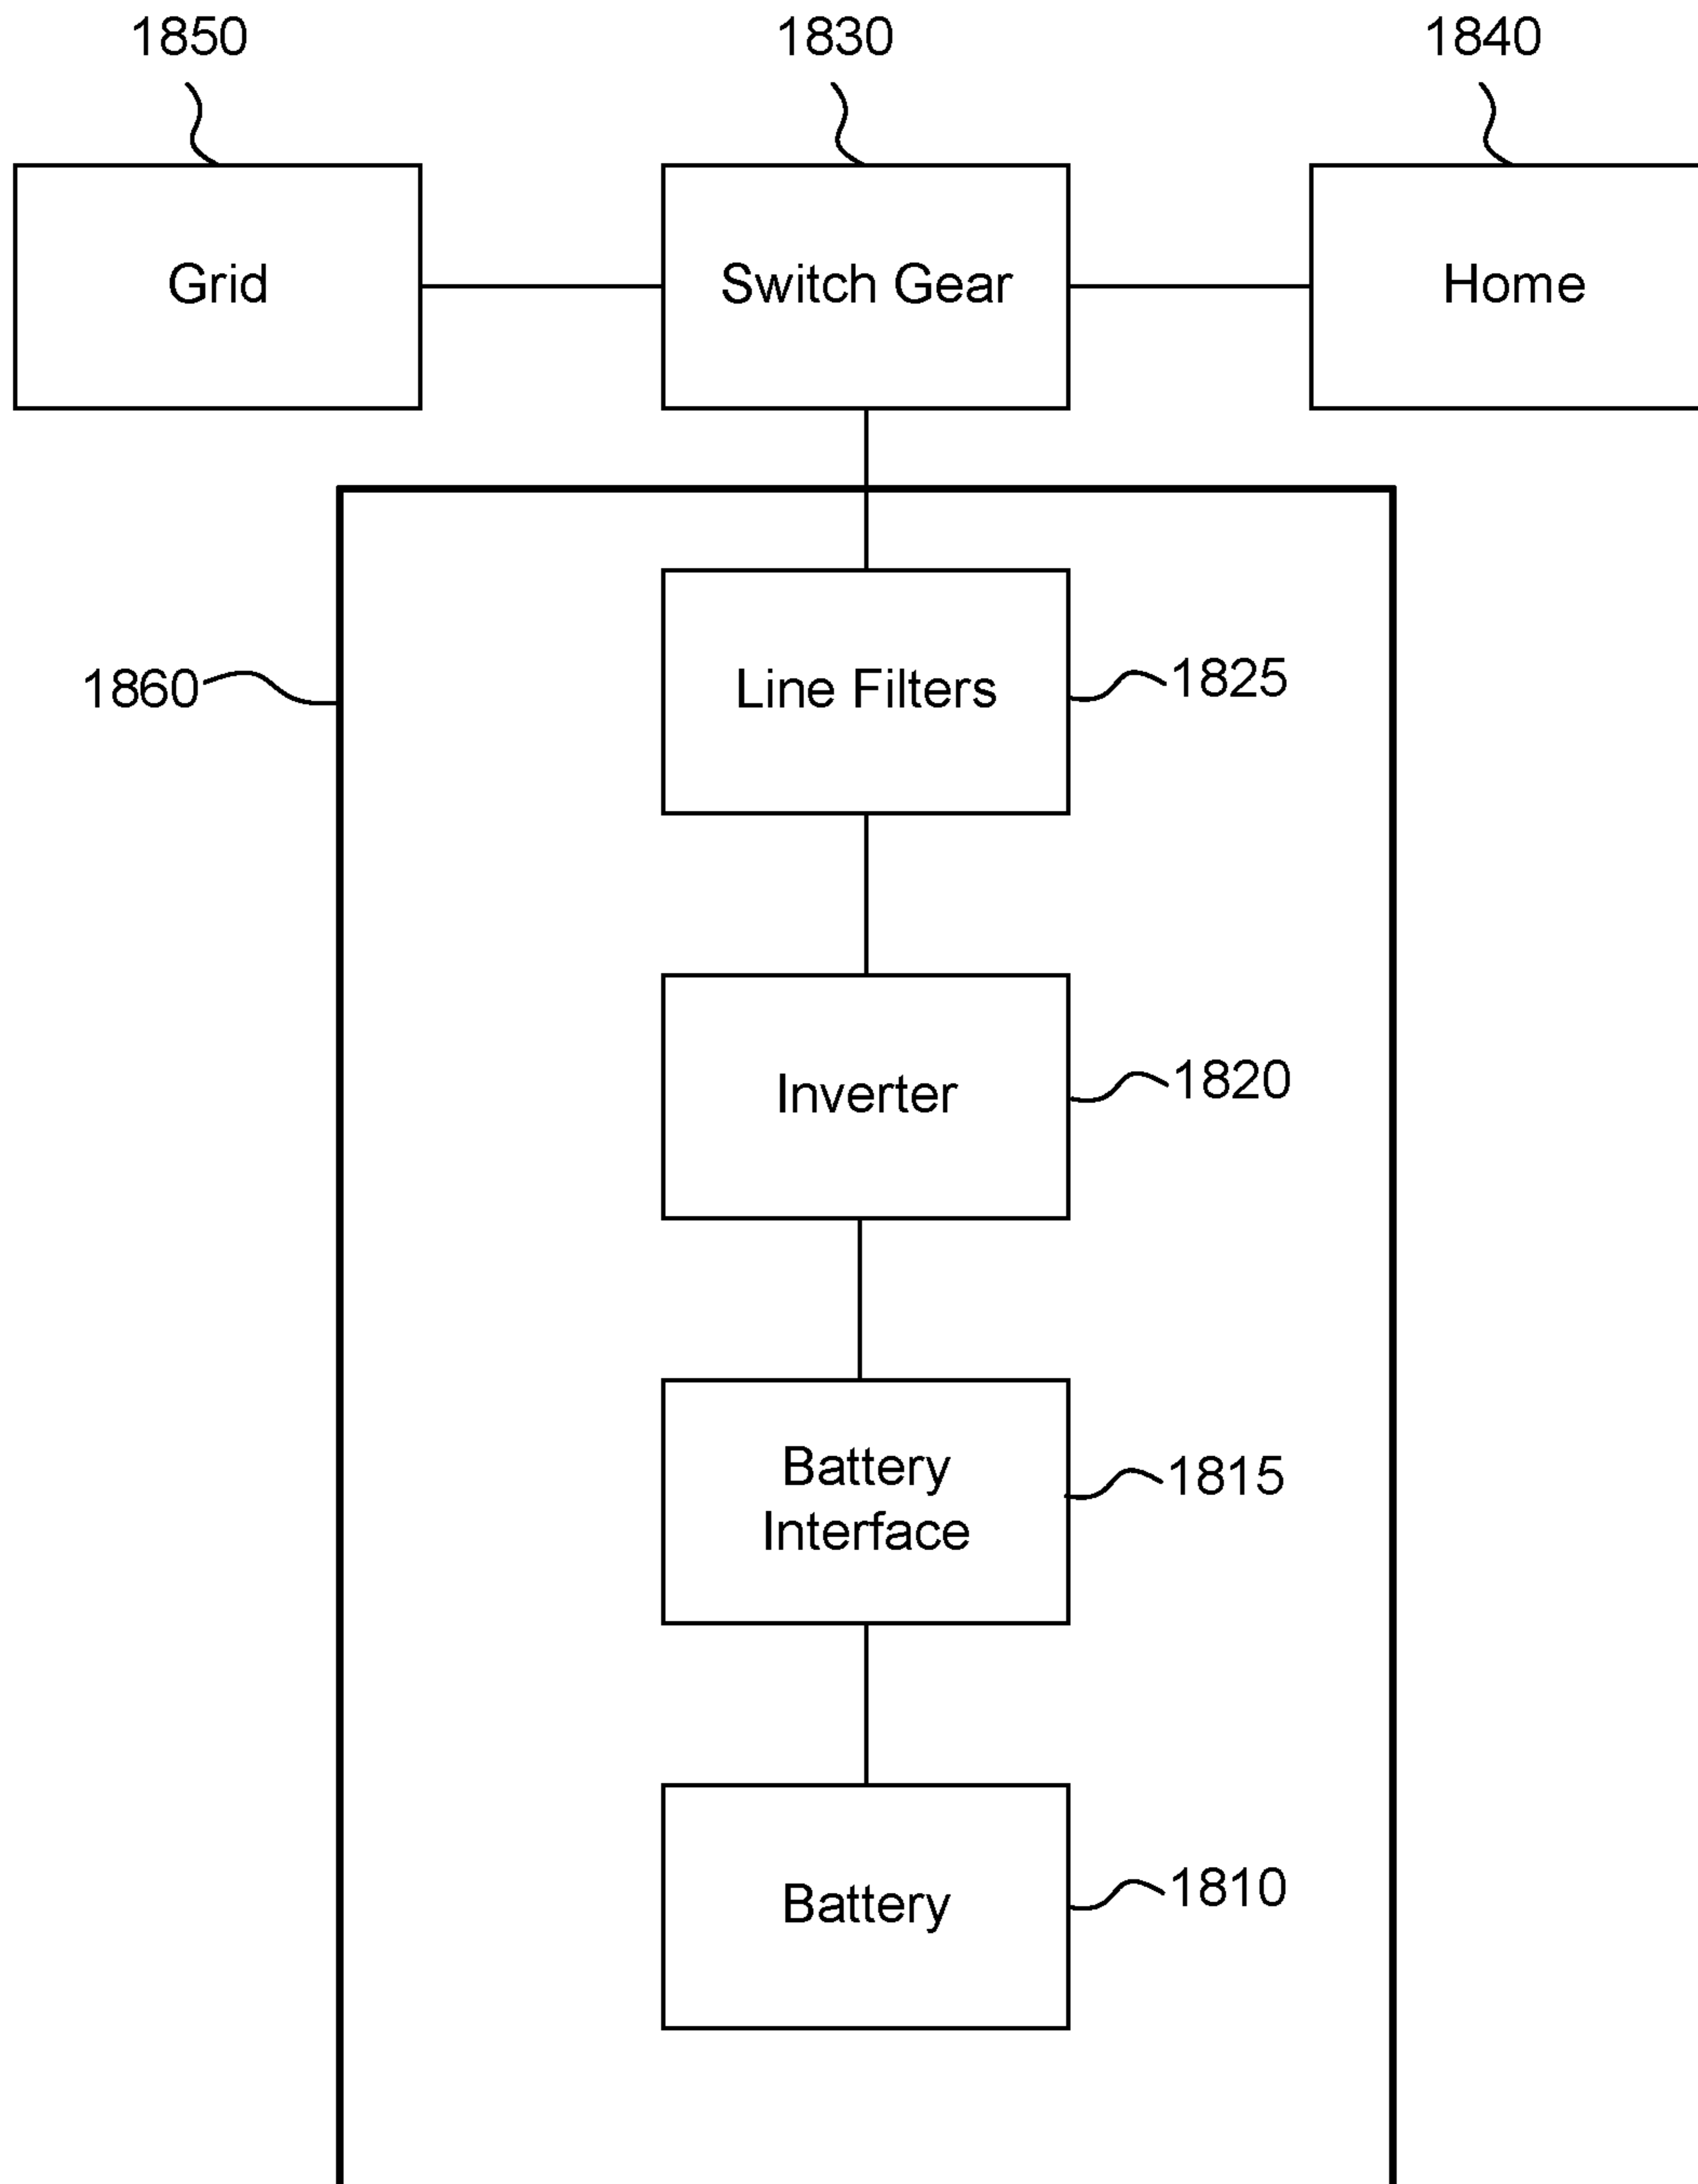 1850
1830
1840
Grid
Switch Gear
Home
1860
Line Filters
1825
Inverter
1820
Battery
Interface
1815
Battery
1810